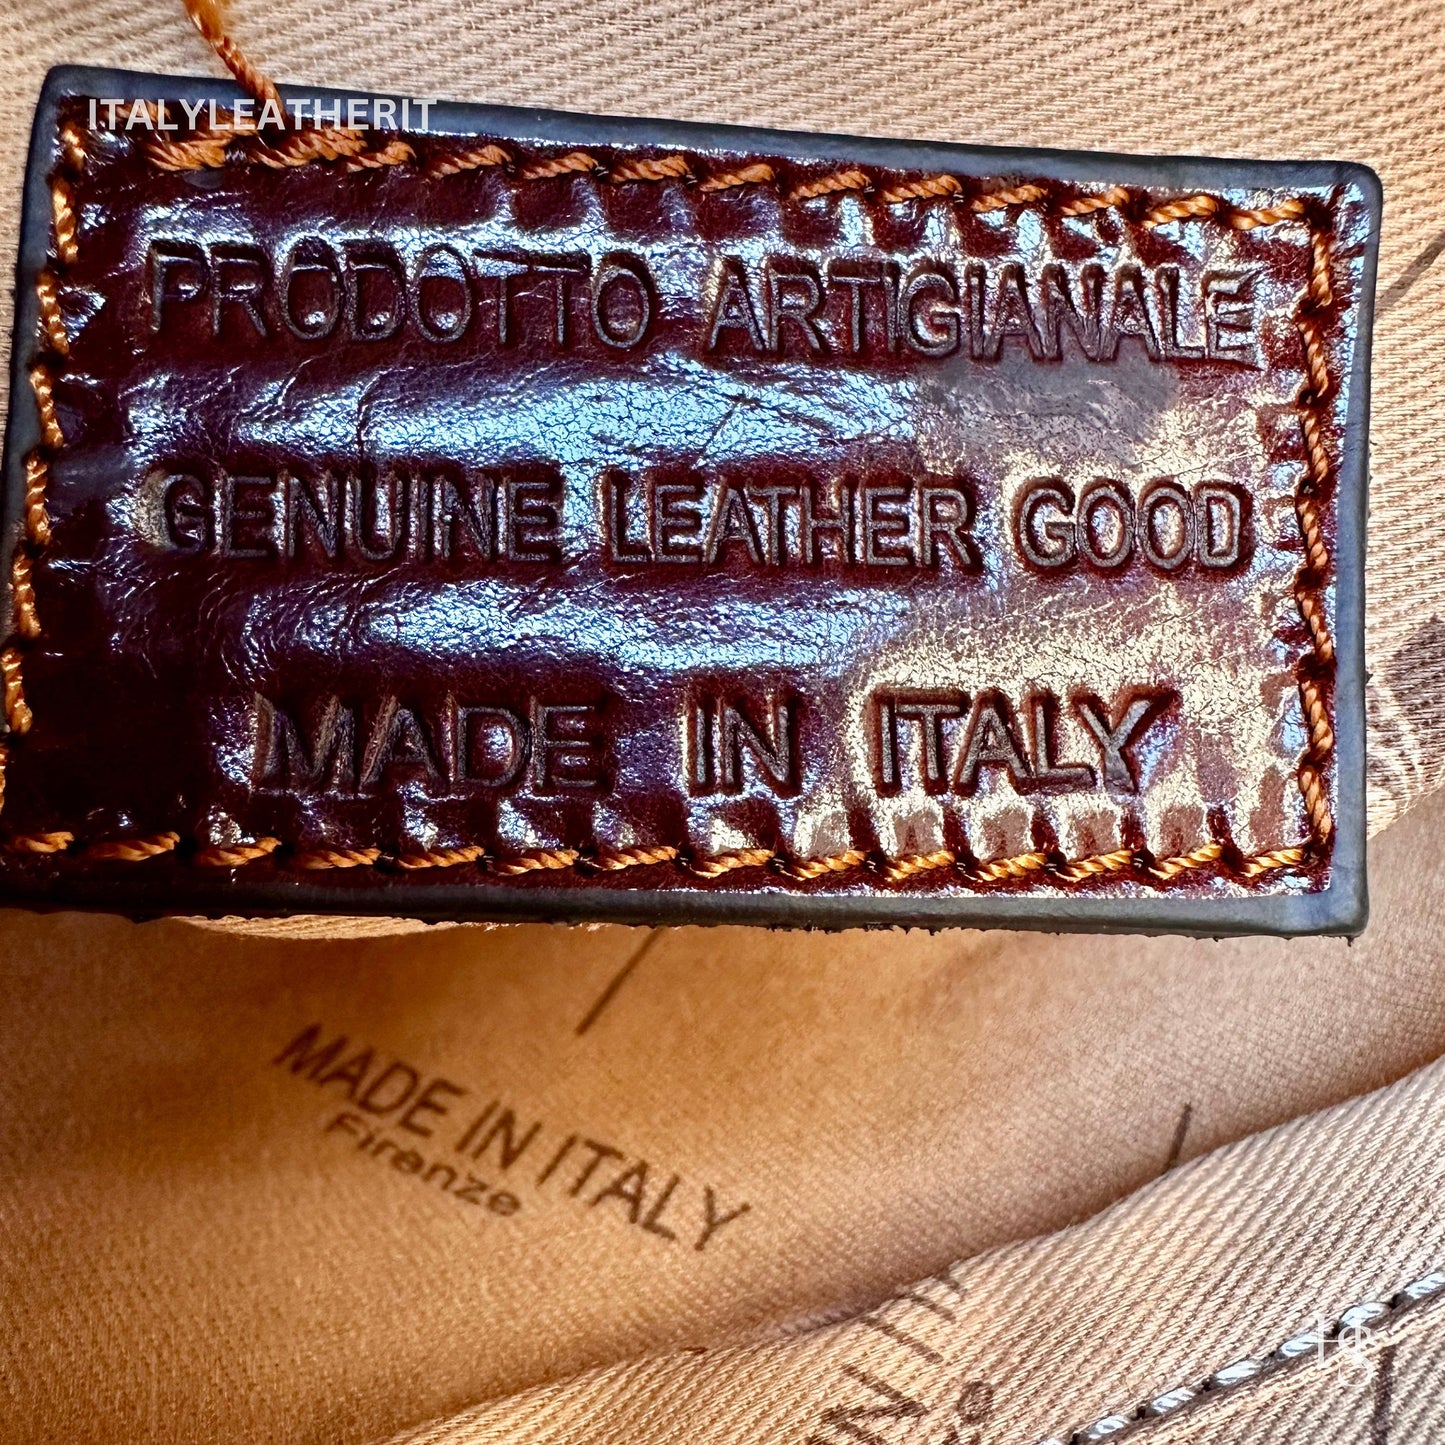 ITALYLEATHERIT
PRODOTTO ARTIGIANALE
GENUINE LEATHER GOOD
MADE IN ITALY
MADE IN ITALY
Firenze